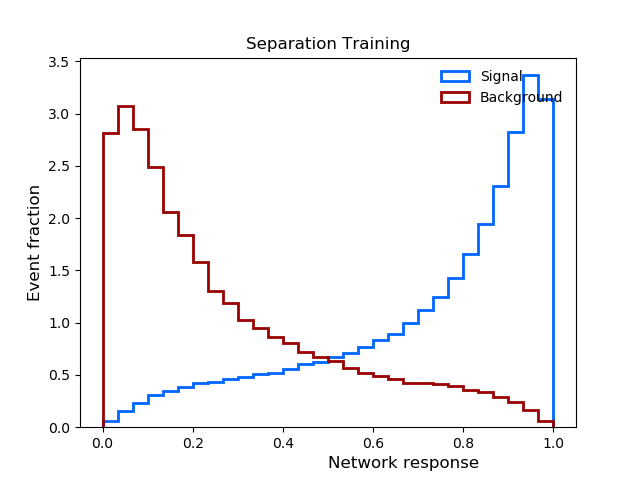 Separation Training
Signal
Background
Event fraction
3.5
3.0
2.5
2.0
1.5
1.0
0.5
0.0
0.0 0.2 0.4 0.6 0.8 1.0
Network response